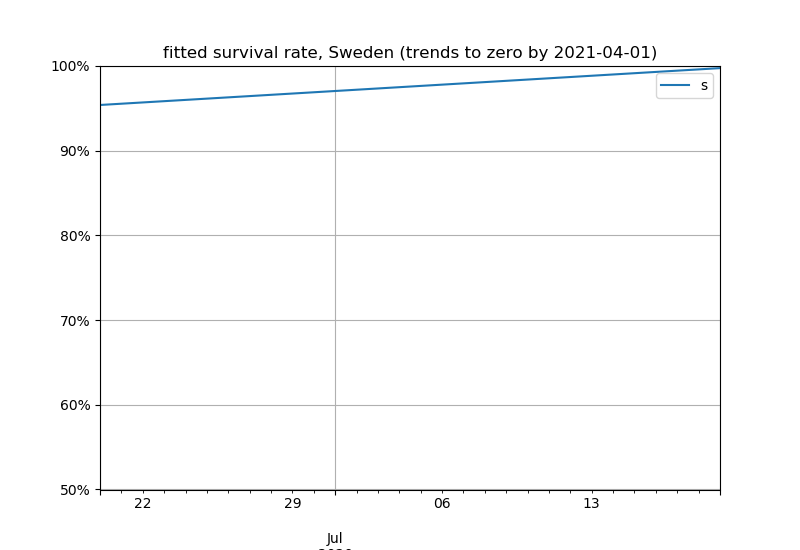 fitted survival rate, Sweden (trends to zero by 2021-04-01)
100%
s
90%
80%
70%
60%
50%
22 29 06 13
Jul